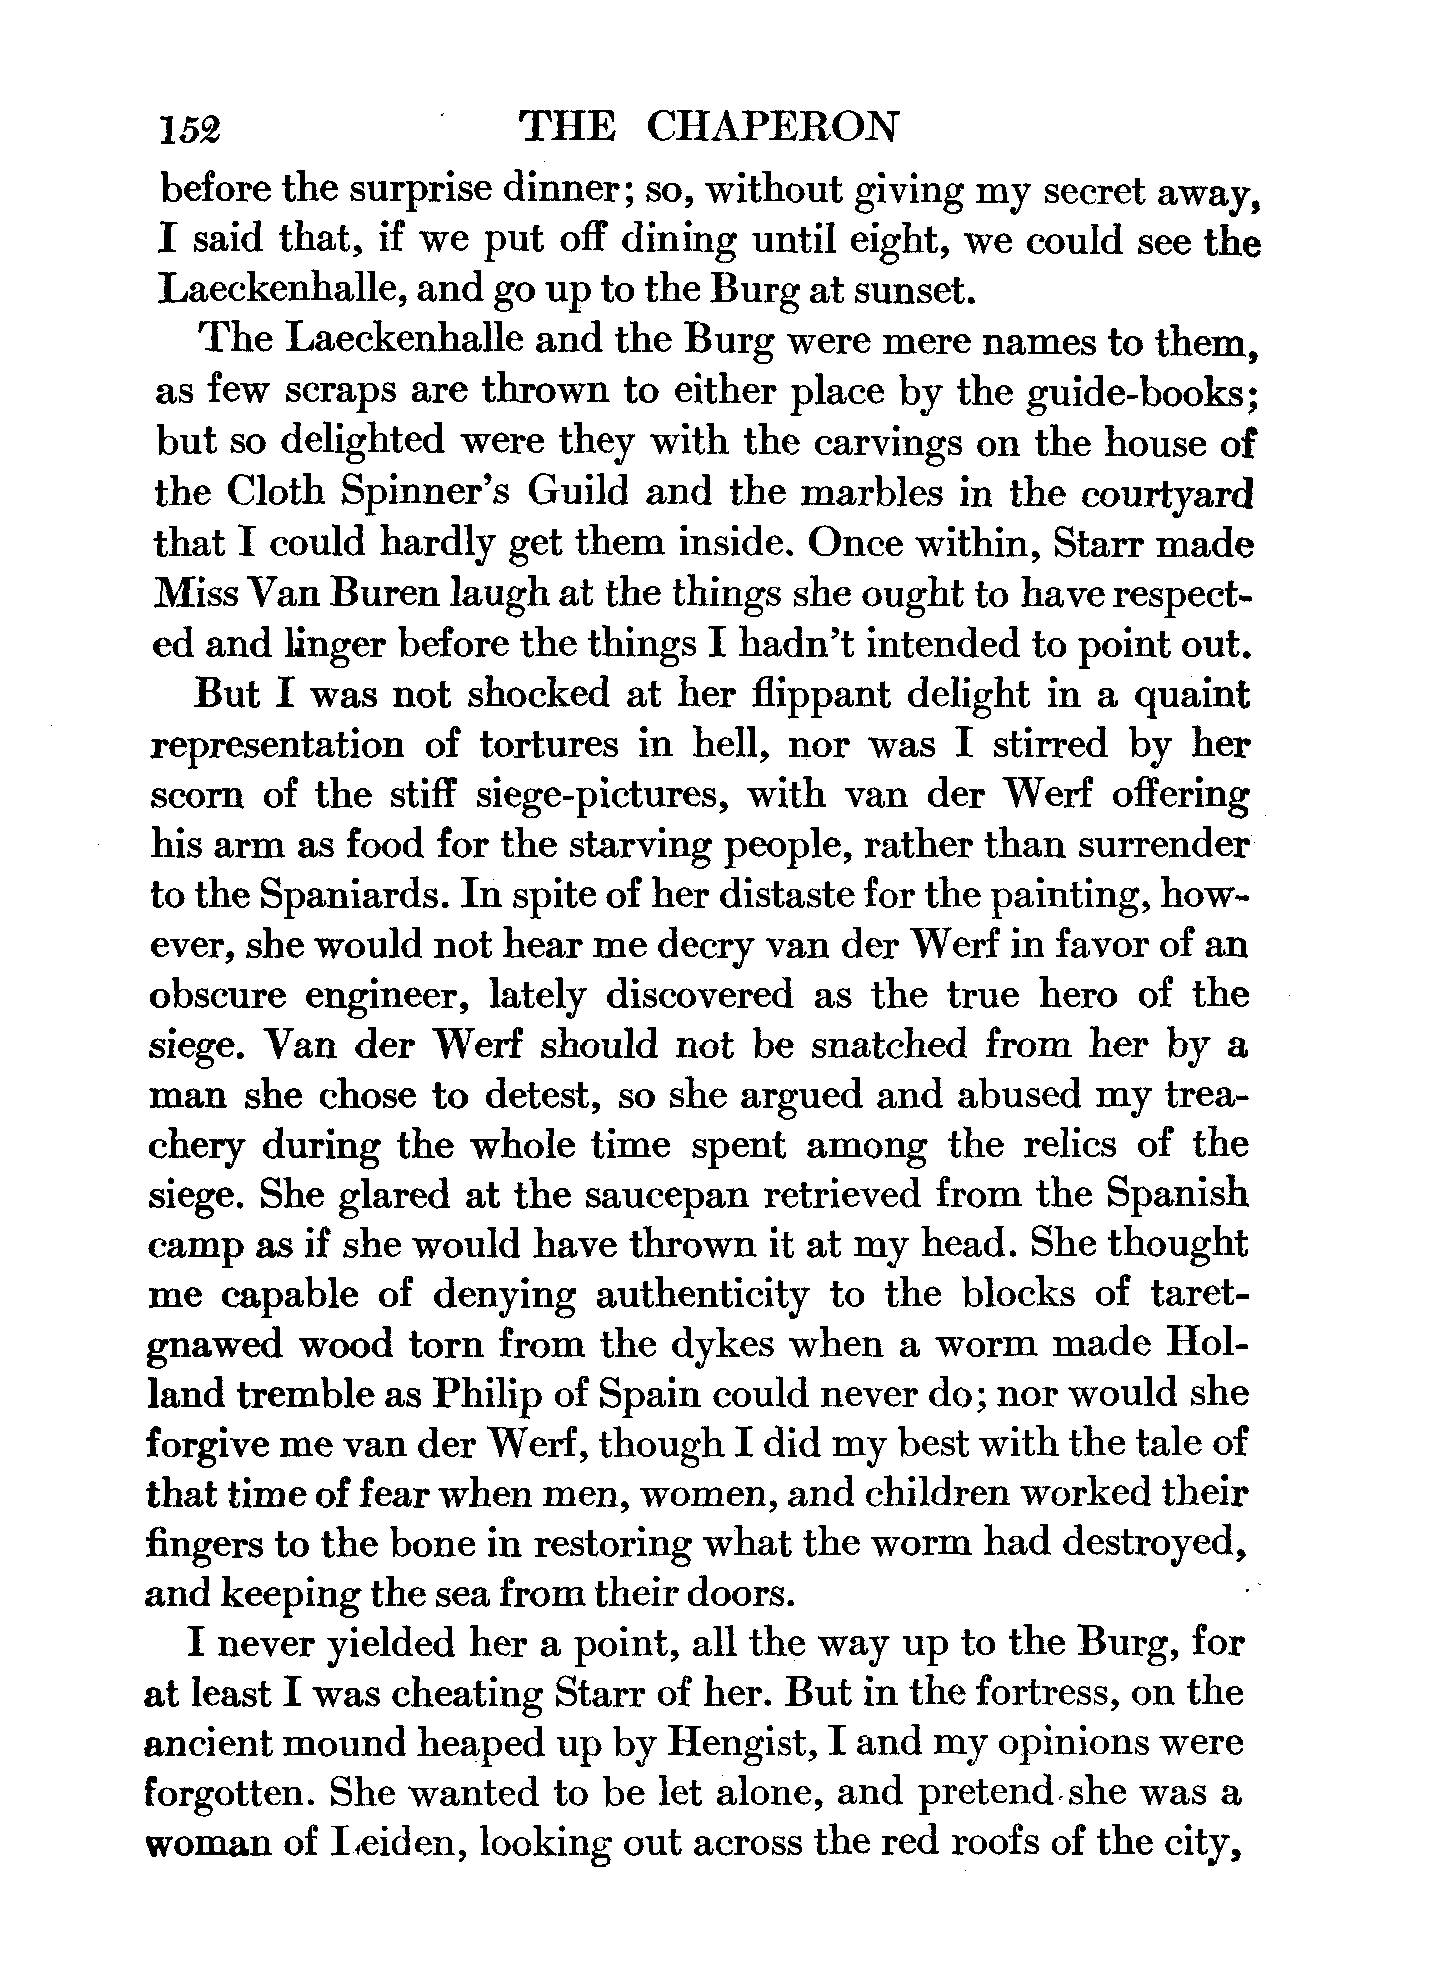 152 THE CHAPERON
before the surprise dinner; so, without giving my secret away,
I said that, if we put off dining until eight, we could see the
Laeckenhalle, and go up to the Burg at sunset.
The Laeckenhalle and the Burg were mere names to them,
as few scraps are thrown to either place by the guide-books;
but so delighted were they with the carvings on the house of
the Cloth Spinner's Guild and the marbles in the courtyard
that I could hardly get them inside. Once within, Starr made
Miss Van Buren laugh at the things she ought to have respect-
ed and linger before the things I hadn't intended to point out.
But I was not shocked at her flippant delight in a quaint
representation of tortures in hell, nor was I stirred by her
scorn of the stiff siege-pictures, with van der Werf offering
his arm as food for the starving people, rather than surrender
to the Spaniards. In spite of her distaste for the painting, how-
ever, she would not hear me decry van der Werf in favor of an
obscure engineer, lately discovered as the true hero of the
siege. Van der Werf should not be snatched from her by a
man she chose to detest, so she argued and abused my trea-
chery during the whole time spent among the relics of the
siege. She glared at the saucepan retrieved from the Spanish
camp as if she would have thrown it at my head. She thought
me capable of denying authenticity to the blocks of taret-
gnawed wood torn from the dykes when a worm made Hol-
land tremble as Philip of Spain could never do; nor would she
forgive me van der Werf, though I did my best with the tale of
that time of fear when men, women, and children worked their
fingers to the bone in restoring what the worm had destroyed,
and keeping the sea from their doors.
I never yielded her a point, all the way up to the Burg, for
at least I was cheating Starr of her. But in the fortress, on the
ancient mound heaped up by Hengist, I and my opinions were
forgotten. She wanted to be let alone, and pretend she was a
woman of Leiden, looking out across the red roofs of the city,